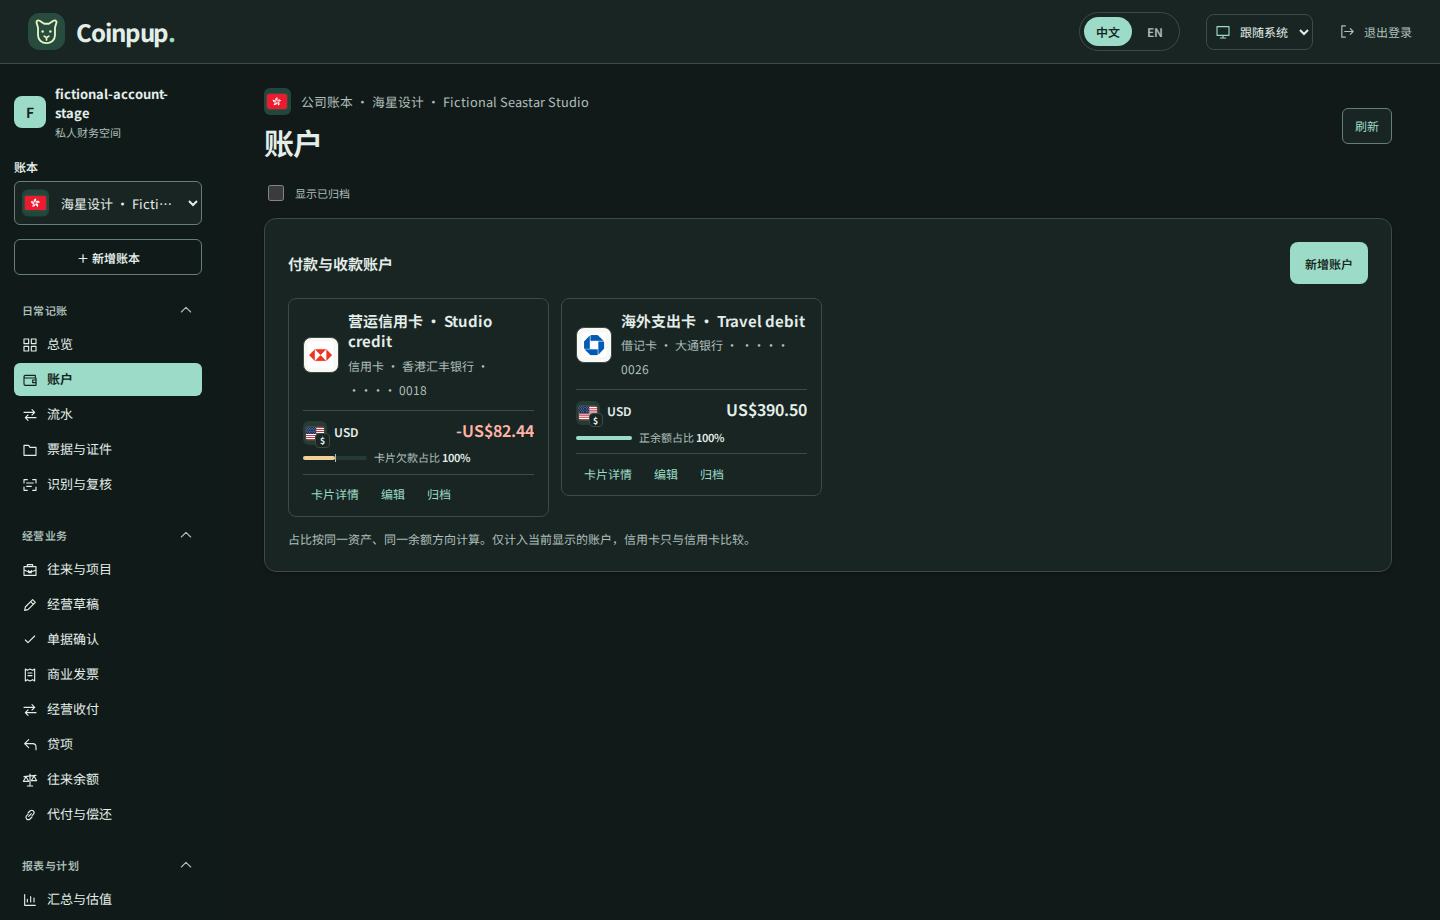 Coinpup.
中文
EN
跟随系统
退出登录
F
fictional-account-
stage
私人财务空间
账本
海星设计 · Ficti···
+ 新增账本
日常记账
总览
账户
流水
票据与证件
识别与复核
经营业务
往来与项目
经营草稿
单据确认
商业发票
经营收付
贷项
往来余额
代付与偿还
报表与计划
汇总与估值
公司账本 · 海星设计 · Fictional Seastar Studio
账户
刷新
显示已归档
付款与收款账户
新增账户
营运信用卡 · Studio
credit
信用卡 · 香港汇丰银行 ·
· · · · 0018
$
USD
-US$82.44
卡片欠款占比 100%
卡片详情
编辑
归档
海外支出卡 · Travel debit
借记卡 · 大通银行 · · · · ·
0026
$
USD
US$390.50
正余额占比 100%
卡片详情
编辑
归档
占比按同一资产、同一余额方向计算。仅计入当前显示的账户，信用卡只与信用卡比较。